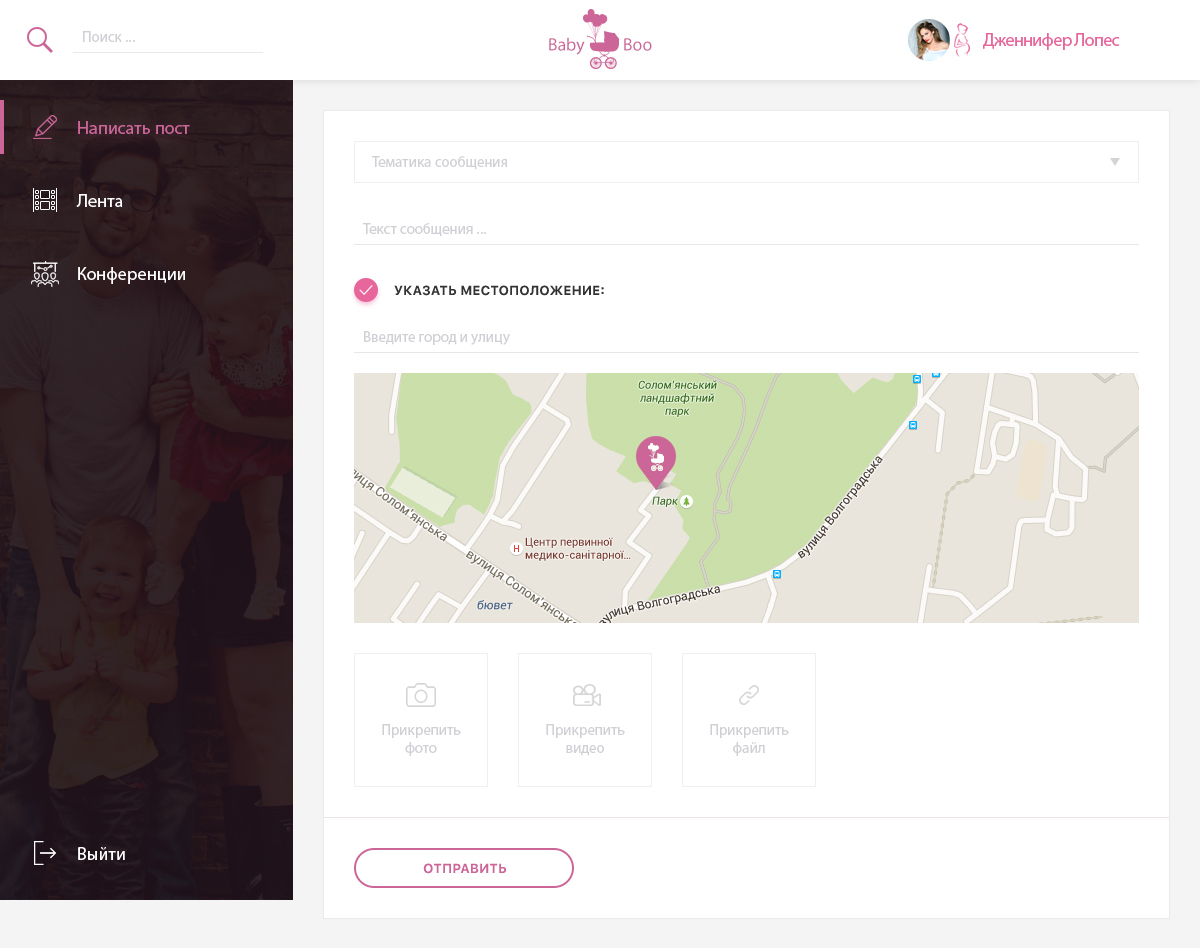 Поиск ...
Baby Boo
Дженнифер Лопес
Написать пост
Лента
Конференции
Выйти
Тематика сообщения
Текст сообщения ...
УКАЗАТЬ МЕСТОПОЛОЖЕНИЕ:
Введите город и улицу
Солом'янський
ландшафтний
парк
Парк
H
Центр первинної
медико-санітарної...
вулиця Волгоградська
улиця Солом'янська
вулиця Солом'янська
вулиця Волгоградська
бювет
Прикрепить
фото
Прикрепить
видео
Прикрепить
файл
ОТПРАВИТЬ